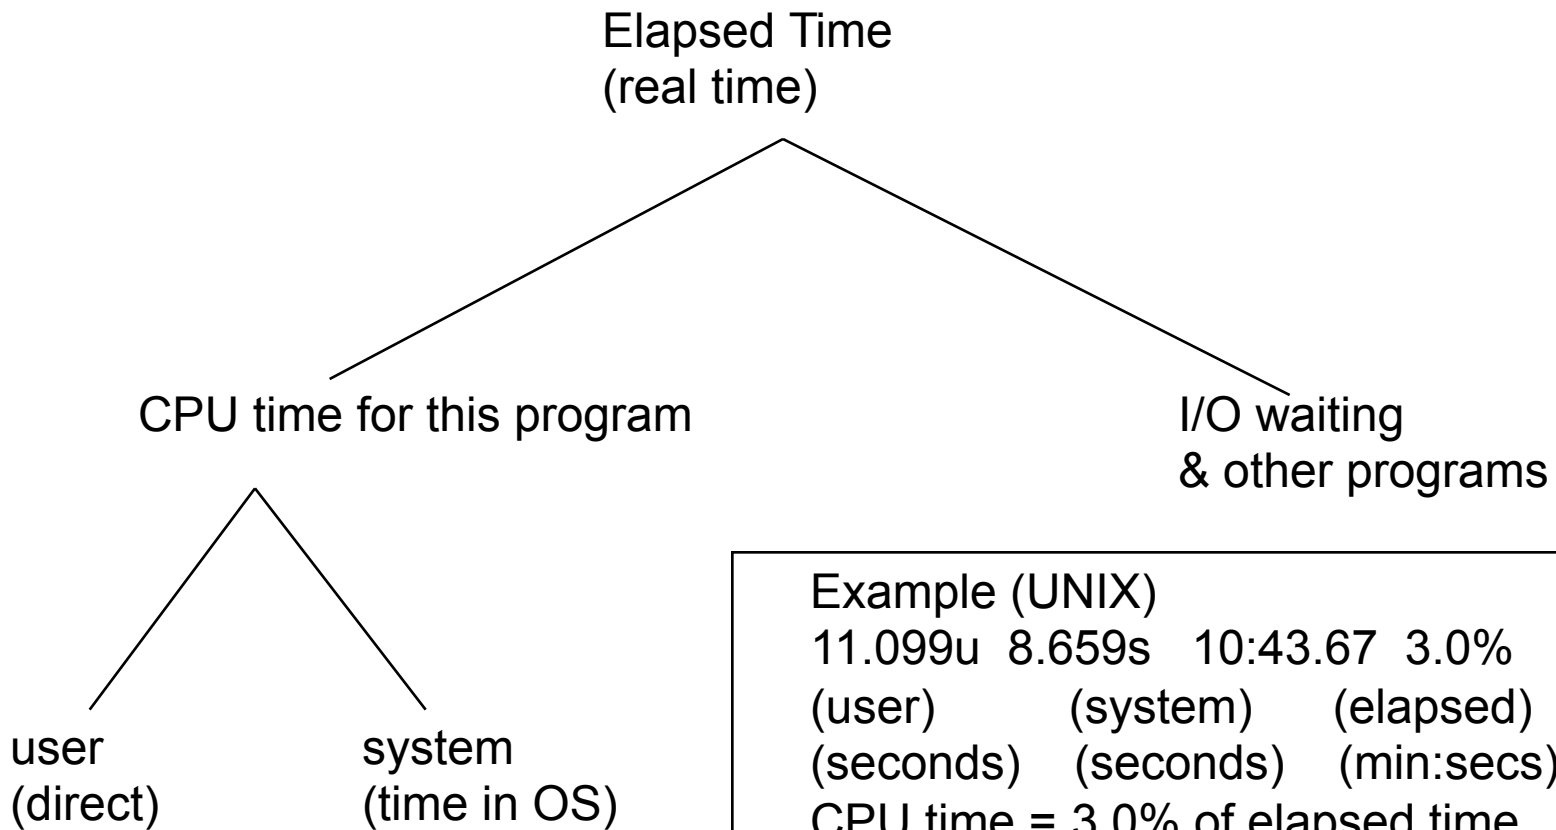 Elapsed Time
(real time)
CPU time for this program
I/O waiting
& other programs
user
(direct)
system
(time in OS)
Example (UNIX)
11.099u 8.659s 10:43.67 3.0%
(user) (system) (elapsed)
(seconds) (seconds) (min:secs)
CPU time = 3.0% of elapsed time